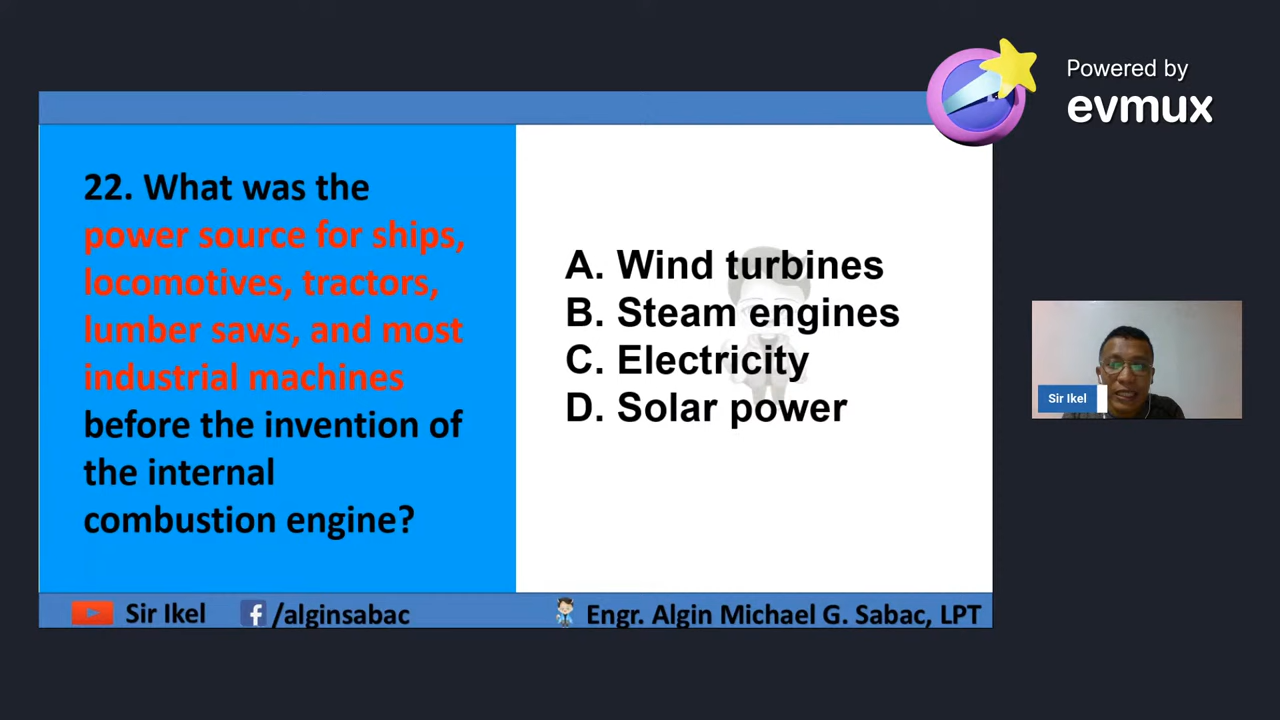 Powered by
evmux
22. What was the
power source for ships,
locomotives, tractors,
lumber saws, and most
industrial machines
before the invention of
the internal
combustion engine?
A. Wind turbines
B. Steam engines
C. Electricity
D. Solar power
Sir Ikel
Sir Ikel
/alginsabac
Engr. Algin Michael G. Sabac, LPT